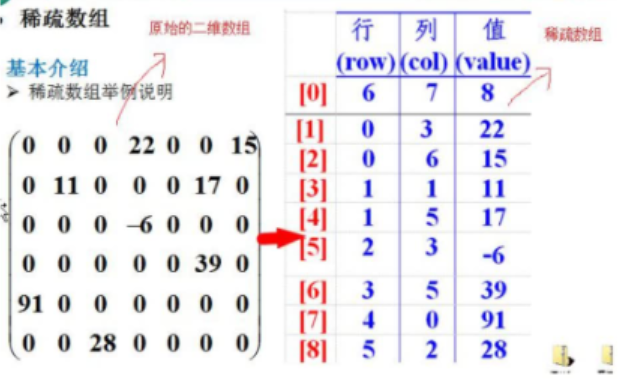 稀疏数组
原始的二维数组
基本介绍
➢ 稀疏数组举例说明
0 0 0 22 0 0 15
0 11 0 0 0 17 0
0 0 0 –6 0 0 0
0 0 0 0 0 39 0
91 0 0 0 0 0 0
0 0 28 0 0 0 0
行 列 值
(row) (col) (value)
稀疏数组
[0] 6 7 8
[1] 0 3 22
[2] 0 6 15
[3] 1 1 11
[4] 1 5 17
[5] 2 3 -6
[6] 3 5 39
[7] 4 0 91
[8] 5 2 28